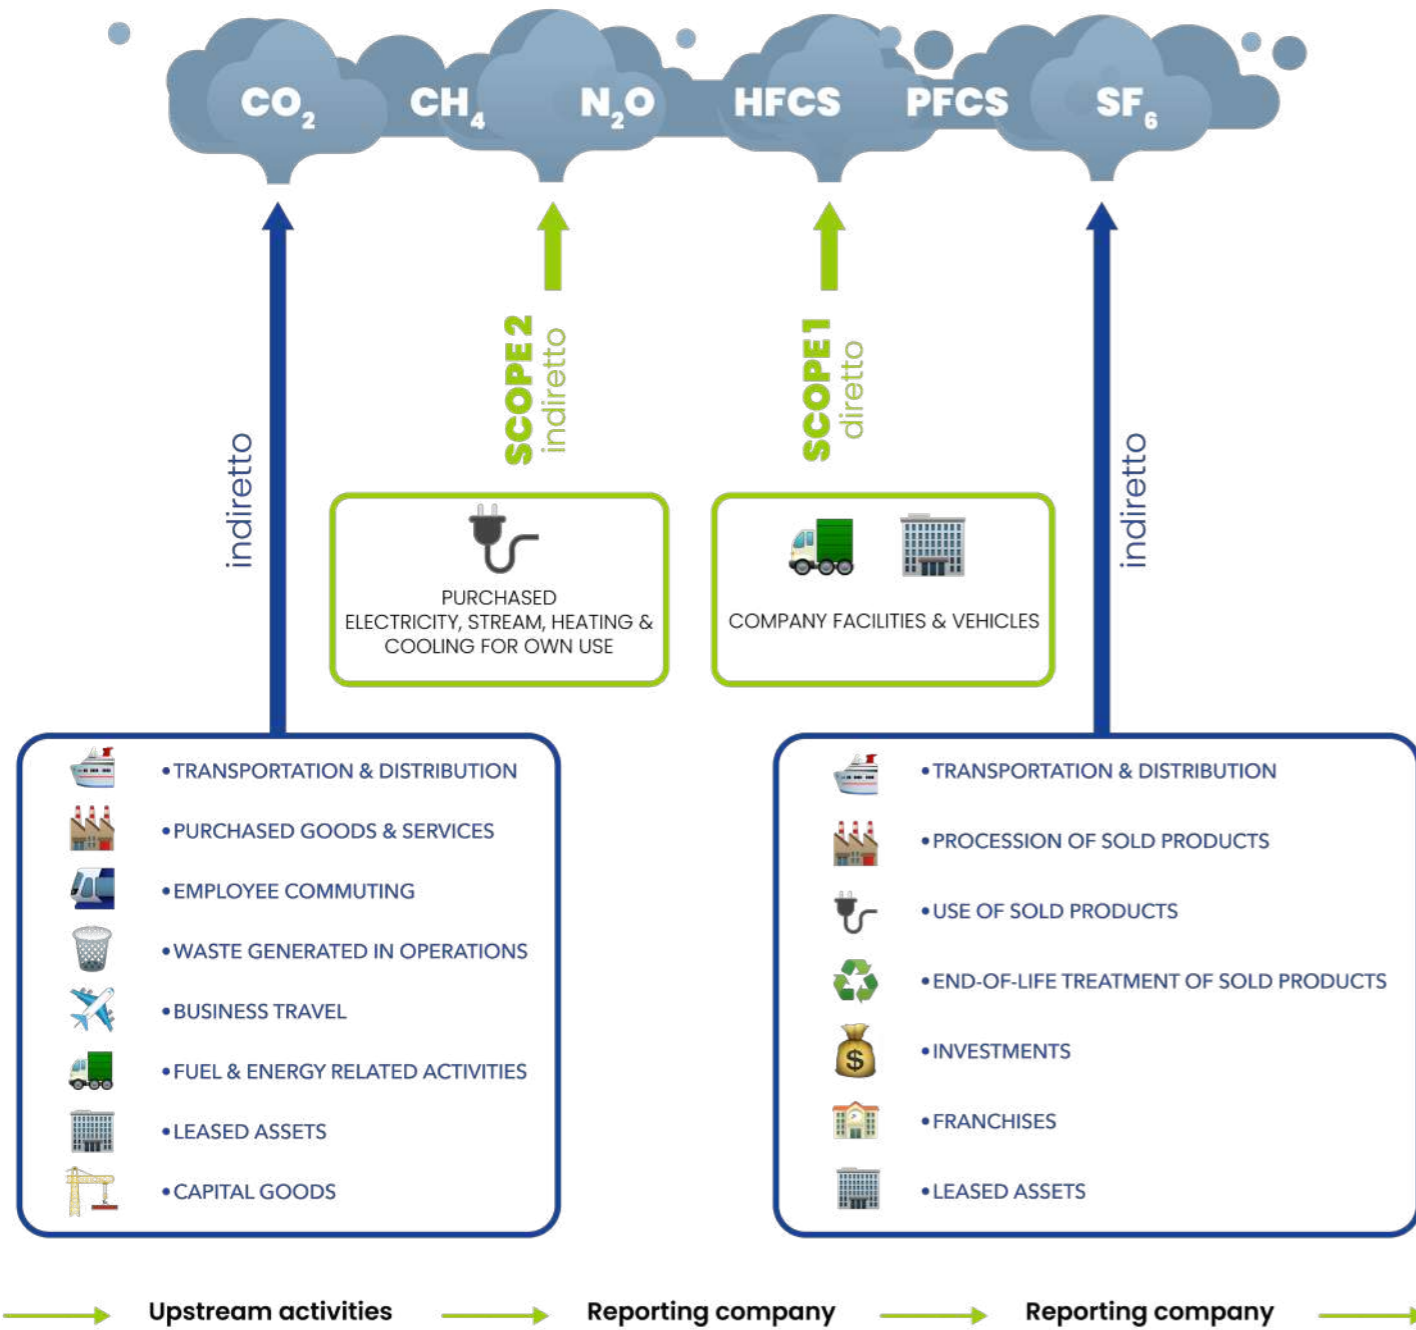 CO₂ CH₄ N₂O HFCS PFCS SF₆
indiretto
SCOPE 2
indiretto
SCOPE 1
diretto
indiretto
PURCHASED
ELECTRICITY, STREAM, HEATING &
COOLING FOR OWN USE
COMPANY FACILITIES & VEHICLES
•TRANSPORTATION & DISTRIBUTION
•PURCHASED GOODS & SERVICES
•EMPLOYEE COMMUTING
•WASTE GENERATED IN OPERATIONS
•BUSINESS TRAVEL
•FUEL & ENERGY RELATED ACTIVITIES
•LEASED ASSETS
•CAPITAL GOODS
•TRANSPORTATION & DISTRIBUTION
•PROCESSION OF SOLD PRODUCTS
•USE OF SOLD PRODUCTS
•END-OF-LIFE TREATMENT OF SOLD PRODUCTS
•INVESTMENTS
•FRANCHISES
•LEASED ASSETS
Upstream activities
Reporting company
Reporting company